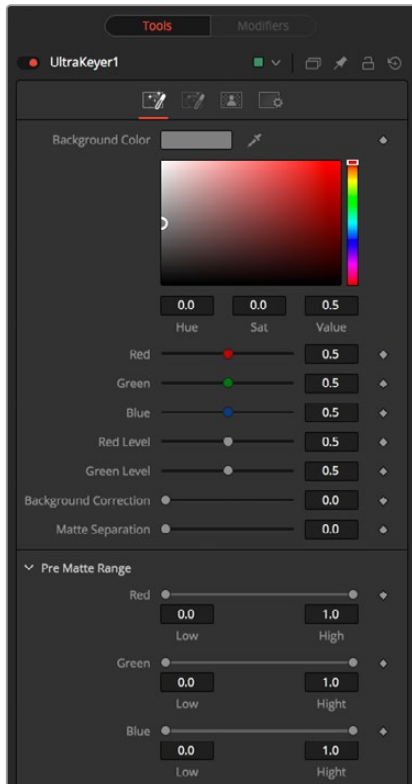 Tools Modifiers
UltraKeyer1
Background Color
0.0 0.0 0.5
Hue Sat Value
Red 0.5
Green 0.5
Blue 0.5
Red Level 0.5
Green Level 0.5
Background Correction 0.0
Matte Separation 0.0
Pre Matte Range
Red
0.0 1.0
Low High
Green
0.0 1.0
Low Hight
Blue
0.0 1.0
Low Hight